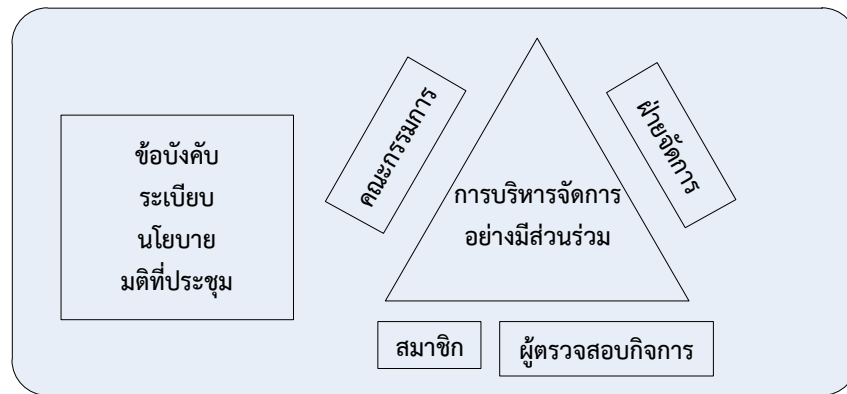 ข้อบังคับ
ระเบียบ
นโยบาย
มติที่ประชุม
คณะกรรมการ
ฝ่ายจัดการ
การบริหารจัดการ
อย่างมีส่วนร่วม
สมาชิก
ผู้ตรวจสอบกิจการ